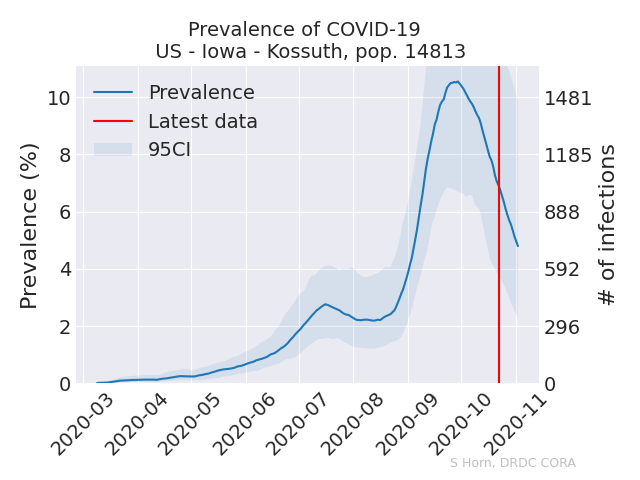 Prevalence of COVID-19
US - Iowa - Kossuth, pop. 14813
Prevalence
Latest data
95CI
Prevalence (%)
10
8
6
4
2
0
1481
1185
888
592
296
0
# of infections
2020-03
2020-04
2020-05
2020-06
2020-07
2020-08
2020-09
2020-10
2020-11
S Horn, DRDC CORA